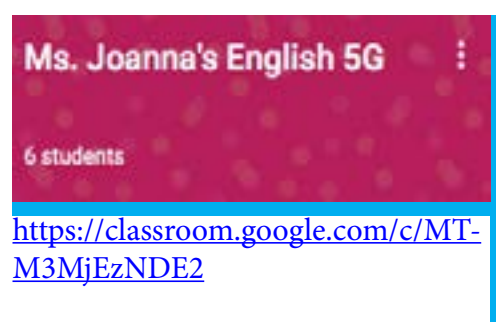 Ms. Joanna's English 5G
6 students
https://classroom.google.com/c/MT-
M3MjEzNDE2